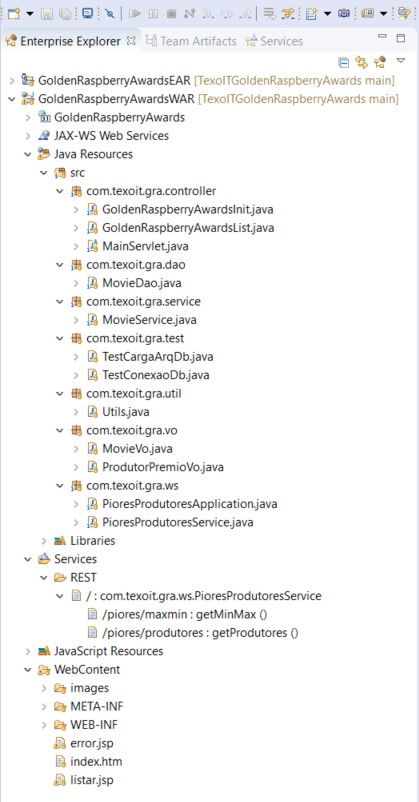 Enterprise Explorer Team Artifacts Services
GoldenRaspberryAwardsEAR [TexoITGoldenRaspberryAwards main]
GoldenRaspberryAwardsWAR [TexoITGoldenRaspberryAwards main]
GoldenRaspberryAwards
JAX-WS Web Services
Java Resources
src
com.texoit.gra.controller
GoldenRaspberryAwardsInit.java
GoldenRaspberryAwardsList.java
MainServlet.java
com.texoit.gra.dao
MovieDao.java
com.texoit.gra.service
MovieService.java
com.texoit.gra.test
TestCargaArqDb.java
TestConexaoDb.java
com.texoit.gra.util
Utils.java
com.texoit.gra.vo
MovieVo.java
ProdutorPremioVo.java
com.texoit.gra.ws
PioresProdutoresApplication.java
PioresProdutoresService.java
Libraries
Services
REST
/ : com.texoit.gra.ws.PioresProdutoresService
/piores/maxmin : getMinMax ()
/piores/produtores : getProdutores ()
JavaScript Resources
WebContent
images
META-INF
WEB-INF
error.jsp
index.htm
listar.jsp